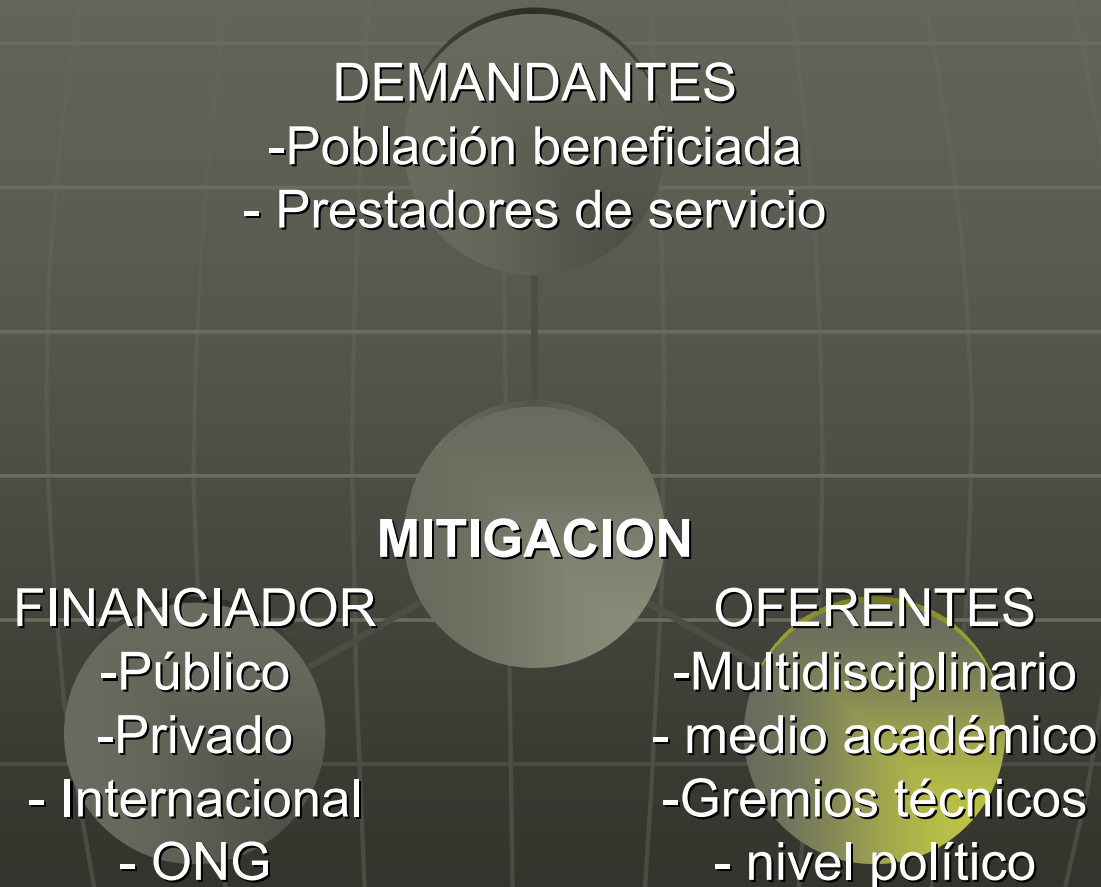 DEMANDANTES
-Población beneficiada
- Prestadores de servicio
MITIGACION
FINANCIADOR
-Público
-Privado
- Internacional
- ONG
OFERENTES
-Multidisciplinario
- medio académico
-Gremios técnicos
- nivel político